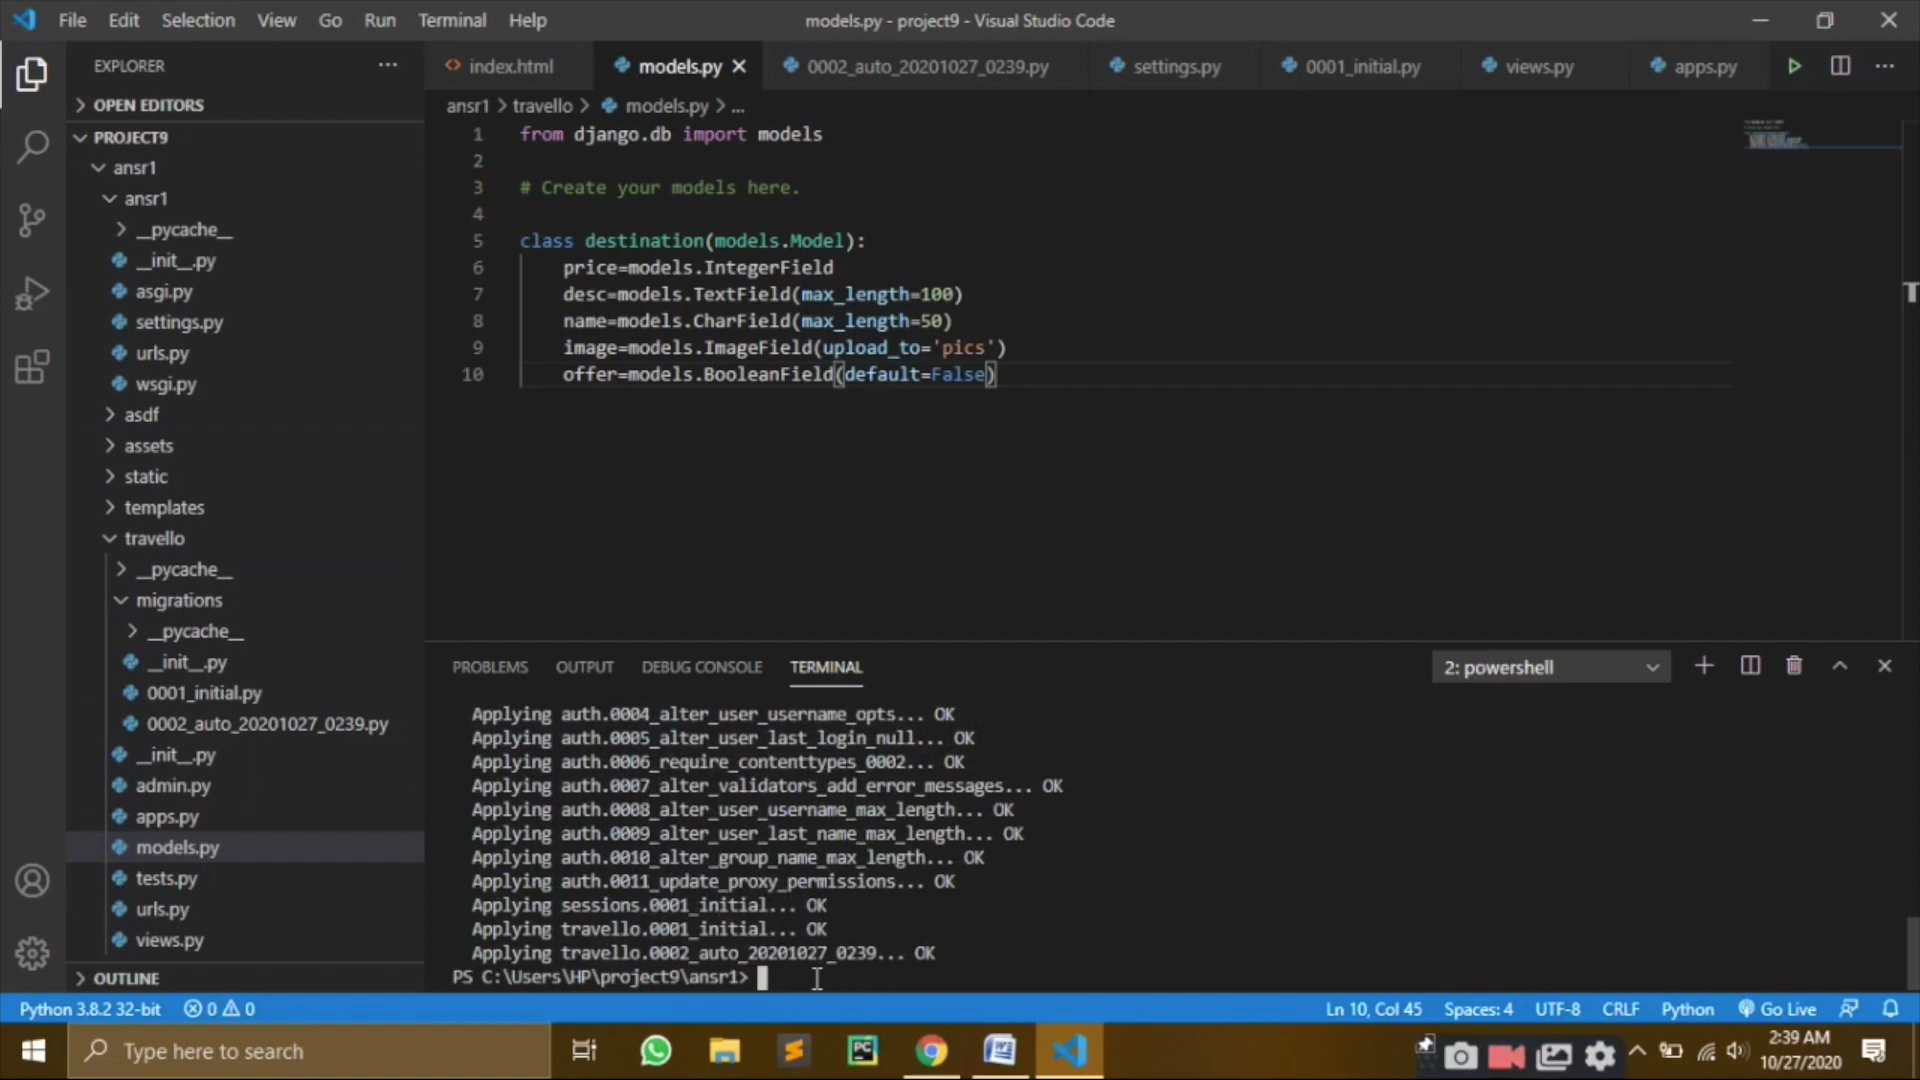 File Edit Selection View Go Run Terminal Help models.py - project9 - Visual Studio Code
EXPLORER
index.html models.py 0002_auto_20201027_0239.py settings.py 0001_initial.py views.py apps.py
OPEN EDITORS
PROJECT9
ansr1
ansr1
__pycache__
__init__.py
asgi.py
settings.py
urls.py
wsgi.py
asdf
assets
static
templates
travello
__pycache__
migrations
__pycache__
__init__.py
0001_initial.py
0002_auto_20201027_0239.py
__init__.py
admin.py
apps.py
models.py
tests.py
urls.py
views.py
OUTLINE
ansr1 > travello > models.py > ...
1 from django.db import models
2
3 # Create your models here.
4
5 class destination(models.Model):
6 price=models.IntegerField
7 desc=models.TextField(max_length=100)
8 name=models.CharField(max_length=50)
9 image=models.ImageField(upload_to='pics')
10 offer=models.BooleanField(default=False)
PROBLEMS OUTPUT DEBUG CONSOLE TERMINAL 2: powershell
Applying auth.0004_alter_user_username_opts... OK
Applying auth.0005_alter_user_last_login_null... OK
Applying auth.0006_require_contenttypes_0002... OK
Applying auth.0007_alter_validators_add_error_messages... OK
Applying auth.0008_alter_user_username_max_length... OK
Applying auth.0009_alter_user_last_name_max_length... OK
Applying auth.0010_alter_group_name_max_length... OK
Applying auth.0011_update_proxy_permissions... OK
Applying sessions.0001_initial... OK
Applying travello.0001_initial... OK
Applying travello.0002_auto_20201027_0239... OK
PS C:\Users\HP\project9\ansr1>
Python 3.8.2 32-bit 0 0 Ln 10, Col 45 Spaces: 4 UTF-8 CRLF Python Go Live
Type here to search
2:39 AM
10/27/2020